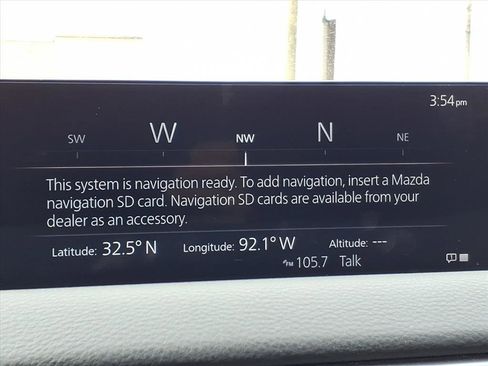 3:54 pm
SW W NW N NE
This system is navigation ready. To add navigation, insert a Mazda
navigation SD card. Navigation SD cards are available from your
dealer as an accessory.
Latitude: 32.5° N Longitude: 92.1° W Altitude: ---
FM 105.7 Talk